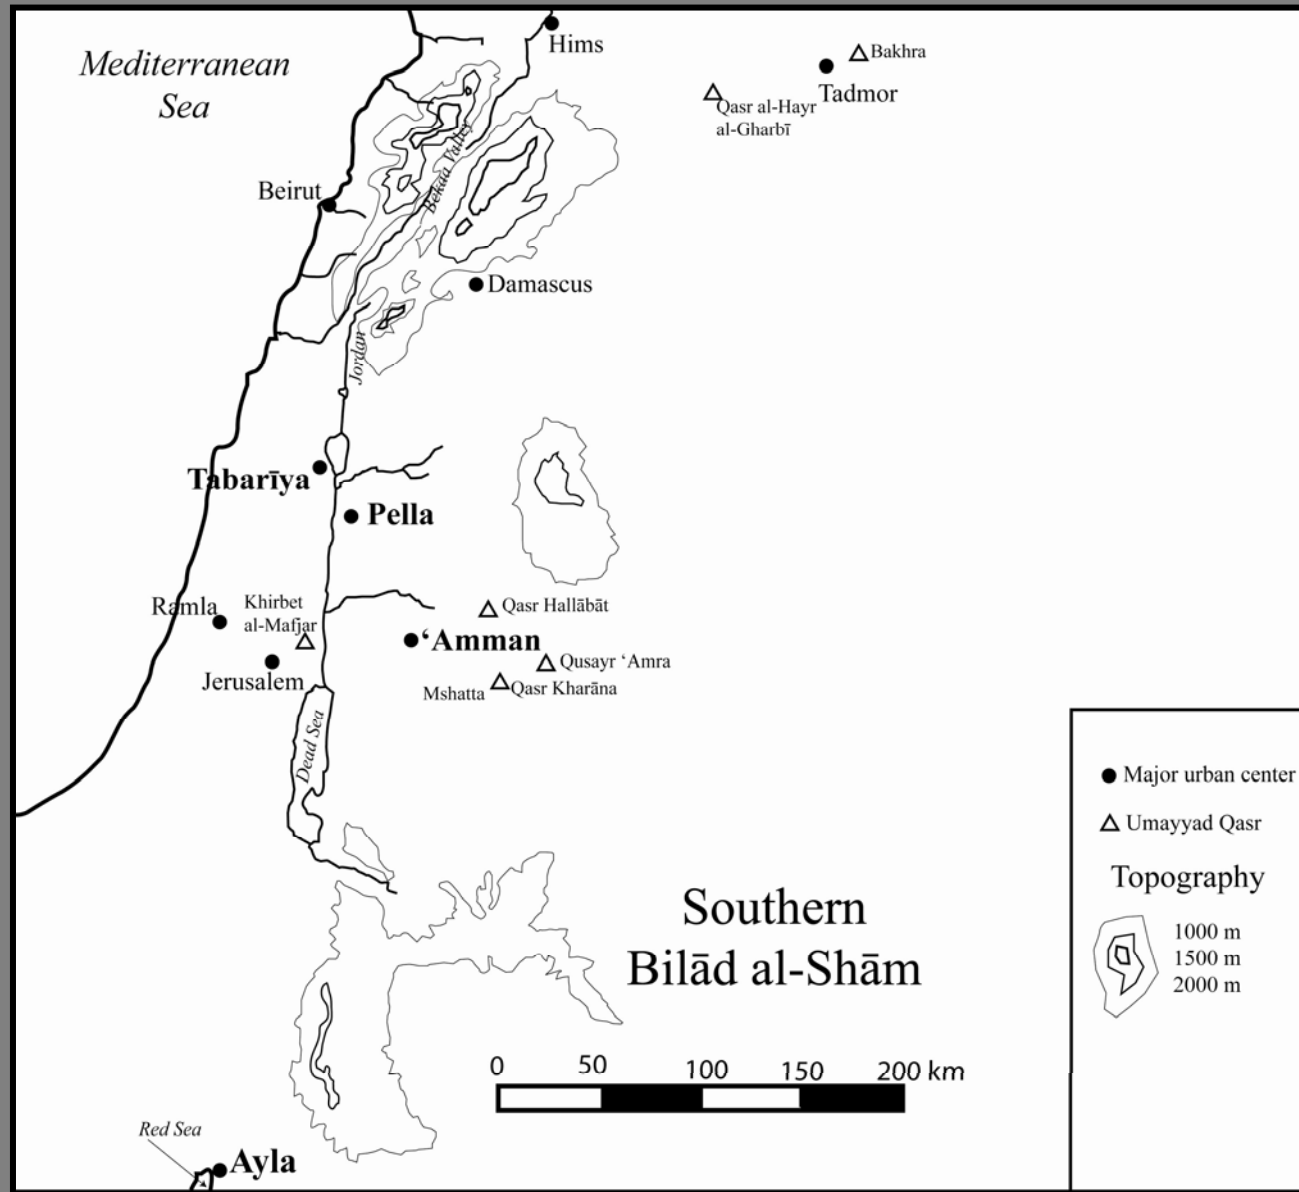 Mediterranean
Sea
Hims
Bakhra
Tadmor
Qasr al-Hayr
al-Gharbī
Bekaa Valley
Beirut
Damascus
Jordan
Tabarīya
Pella
Ramla
Khirbet
al-Mafjar
Qasr Hallābāt
‘Amman
Qusayr ‘Amra
Jerusalem
Mshatta
Qasr Kharāna
Dead Sea
Major urban center
Umayyad Qasr
Topography
1000 m
1500 m
2000 m
Southern
Bilād al-Shām
0 50 100 150 200 km
Red Sea
Ayla